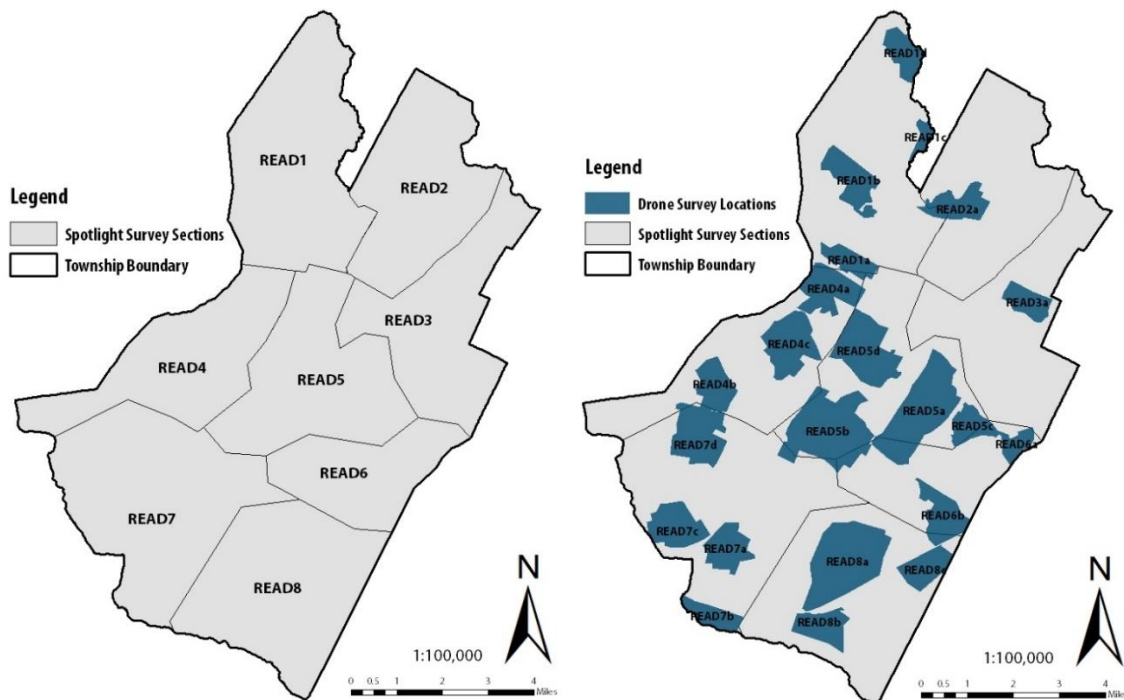 READ1
READ2
Legend
Spotlight Survey Sections
Township Boundary
READ3
READ4
READ5
READ6
READ7
READ8
N
1:100,000
0 0.5 1 2 3 4
Miles
READ1d
READ1c
READ1b
Legend
Drone Survey Locations
Spotlight Survey Sections
Township Boundary
READ2a
READ1a
READ4a
READ3a
READ4c
READ5d
READ4b
READ5a
READ5c
READ5b
READ7d
READ6a
READ6b
READ7c
READ7a
READ8a
READ8c
READ7b
READ8b
N
1:100,000
0 0.5 1 2 3 4
Miles